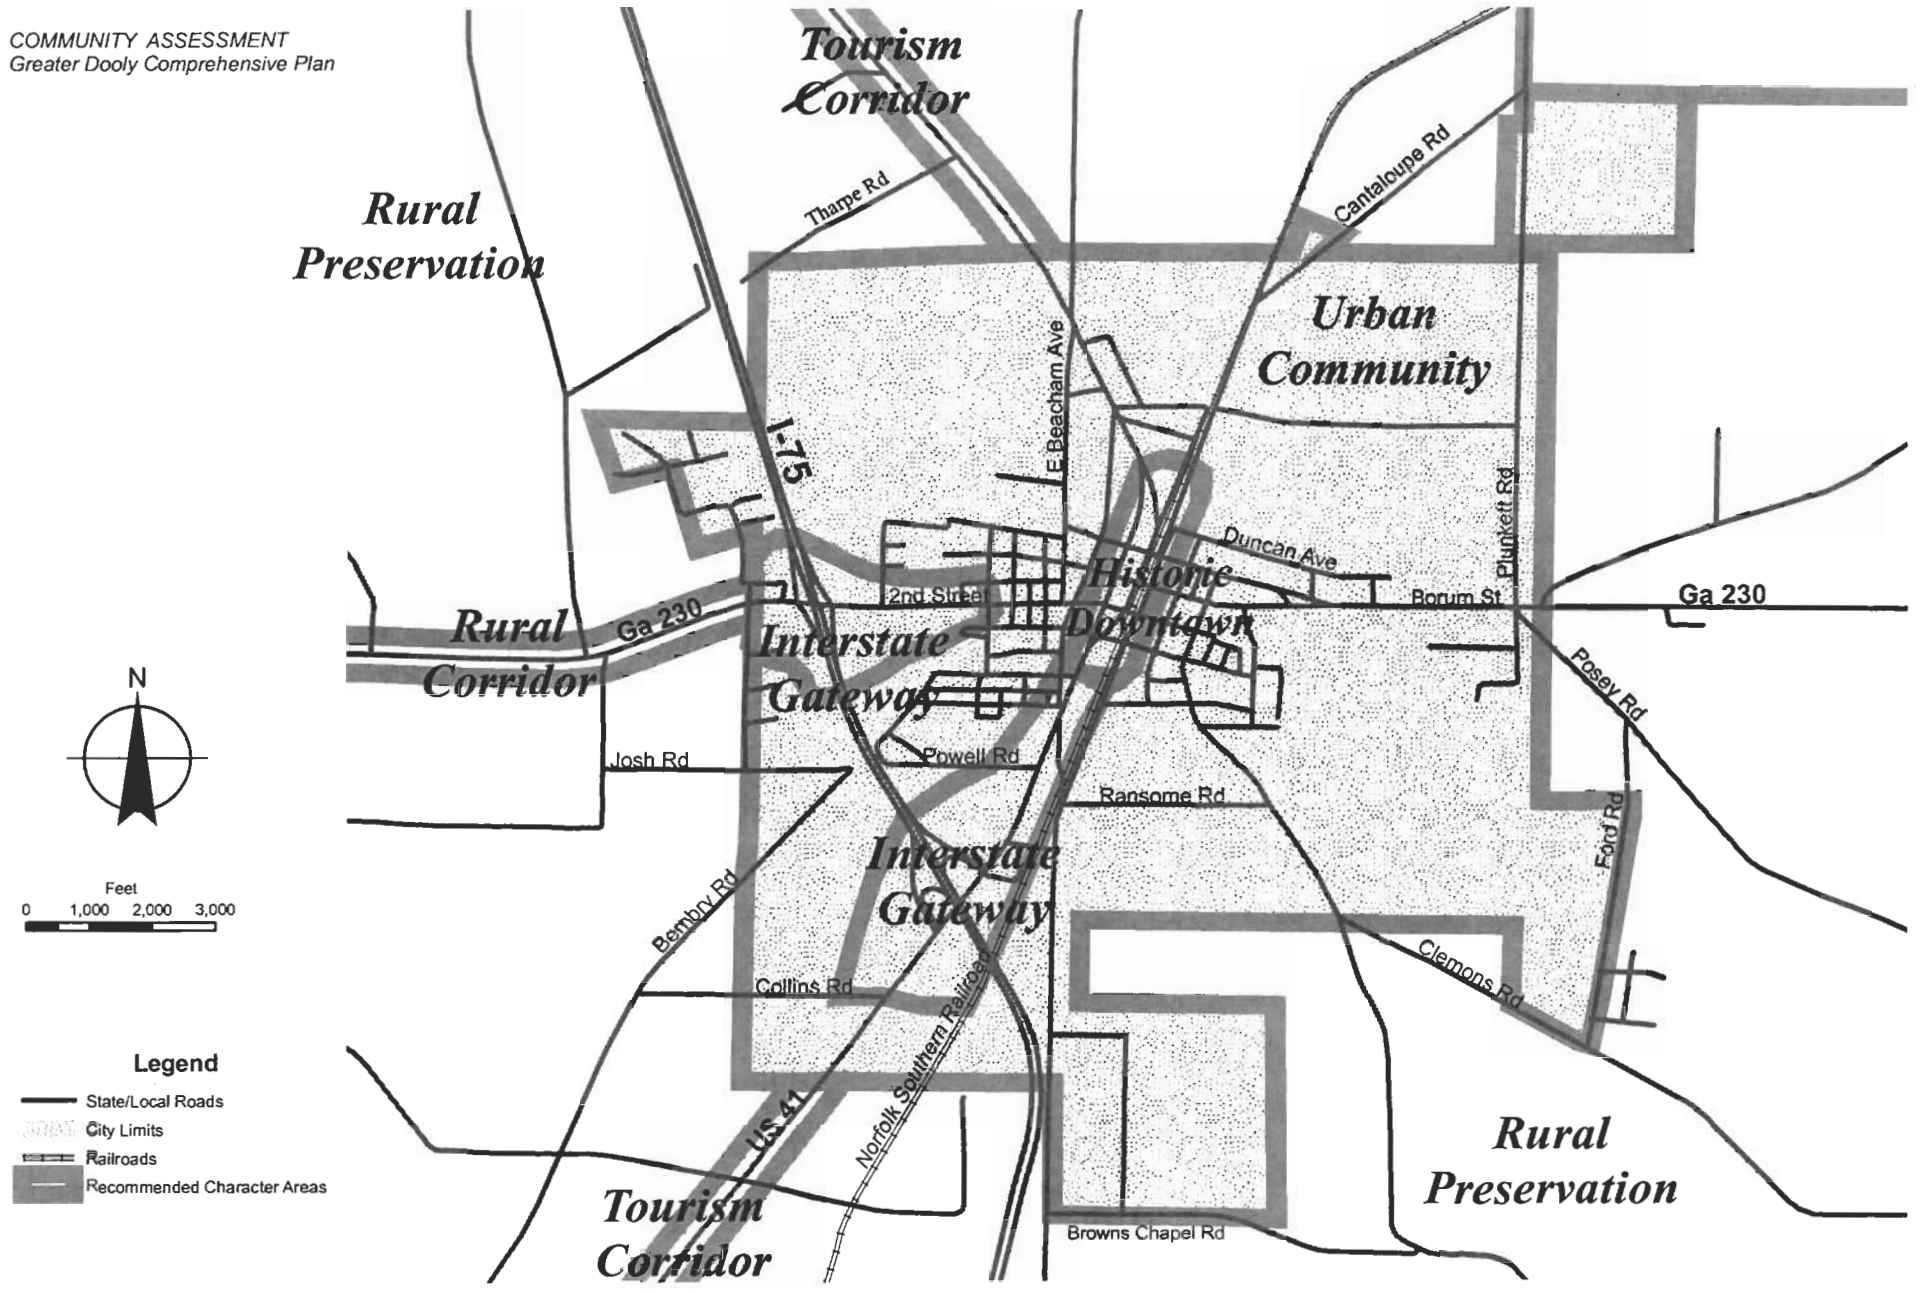 COMMUNITY ASSESSMENT
Greater Dooly Comprehensive Plan
Tourism
Corridor
Cantaloupe Rd
Tharpe Rd
Rural
Preservation
Urban
Community
E Beacham Ave
I-75
Plunkett Rd
Duncan Ave
Historic
Downtown
2nd Street
Borum St
Ga 230
Rural
Corridor
Ga 230
Interstate
Gateway
Posey Rd
N
Josh Rd
Powell Rd
Ransome Rd
Ford Rd
Interstate
Gateway
Feet
0 1,000 2,000 3,000
Bembry Rd
Clemons Rd
Collins Rd
Norfolk Southern Railroad
US 41
Legend
State/Local Roads
City Limits
Railroads
Recommended Character Areas
Rural
Preservation
Tourism
Corridor
Browns Chapel Rd